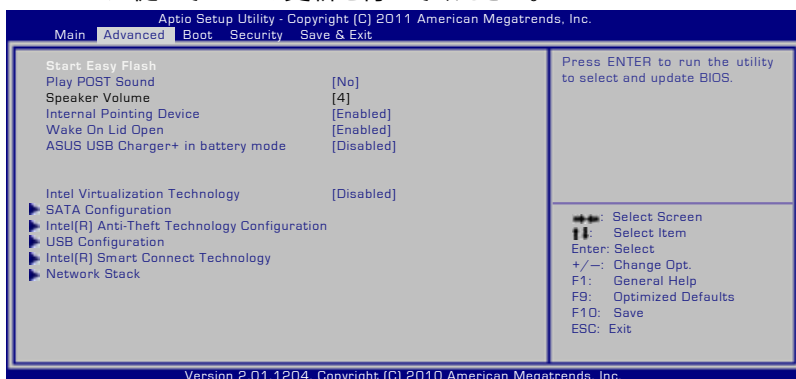 Aptio Setup Utility - Copyright (C) 2011 American Megatrends, Inc.
Main Advanced Boot Security Save & Exit
Start Easy Flash
Play POST Sound [No]
Speaker Volume [4]
Internal Pointing Device [Enabled]
Wake On Lid Open [Enabled]
ASUS USB Charger+ in battery mode [Disabled]
Intel Virtualization Technology [Disabled]
SATA Configuration
Intel(R) Anti-Theft Technology Configuration
USB Configuration
Intel(R) Smart Connect Technology
Network Stack
Press ENTER to run the utility
to select and update BIOS.
: Select Screen
: Select Item
Enter: Select
+/—: Change Opt.
F1: General Help
F9: Optimized Defaults
F10: Save
ESC: Exit
Version 2.01.1204. Copyright (C) 2010 American Megatrends, Inc.